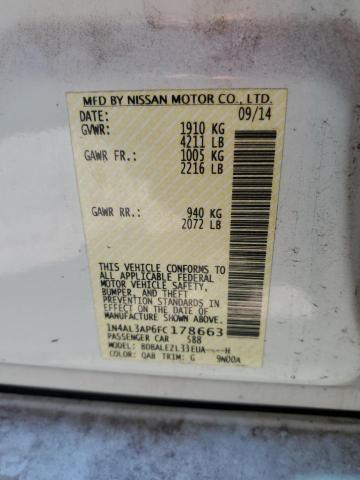 MFD BY NISSAN MOTOR CO., LTD.
DATE: 09/14
GVWR: 1910 KG
4211 LB
GAWR FR: 1005 KG
2216 LB
GAWR RR: 940 KG
2072 LB
THIS VEHICLE CONFORMS TO
ALL APPLICABLE FEDERAL
MOTOR VEHICLE SAFETY,
BUMPER, AND THEFT
PREVENTION STANDARDS IN
EFFECT ON THE DATE OF
MANUFACTURE SHOWN ABOVE.
1N4AL3AP6FC178663
PASSENGER CAR 588
MODEL: BDBALEZL33EUA----H
COLOR: QAB TRIM: G 9N00A